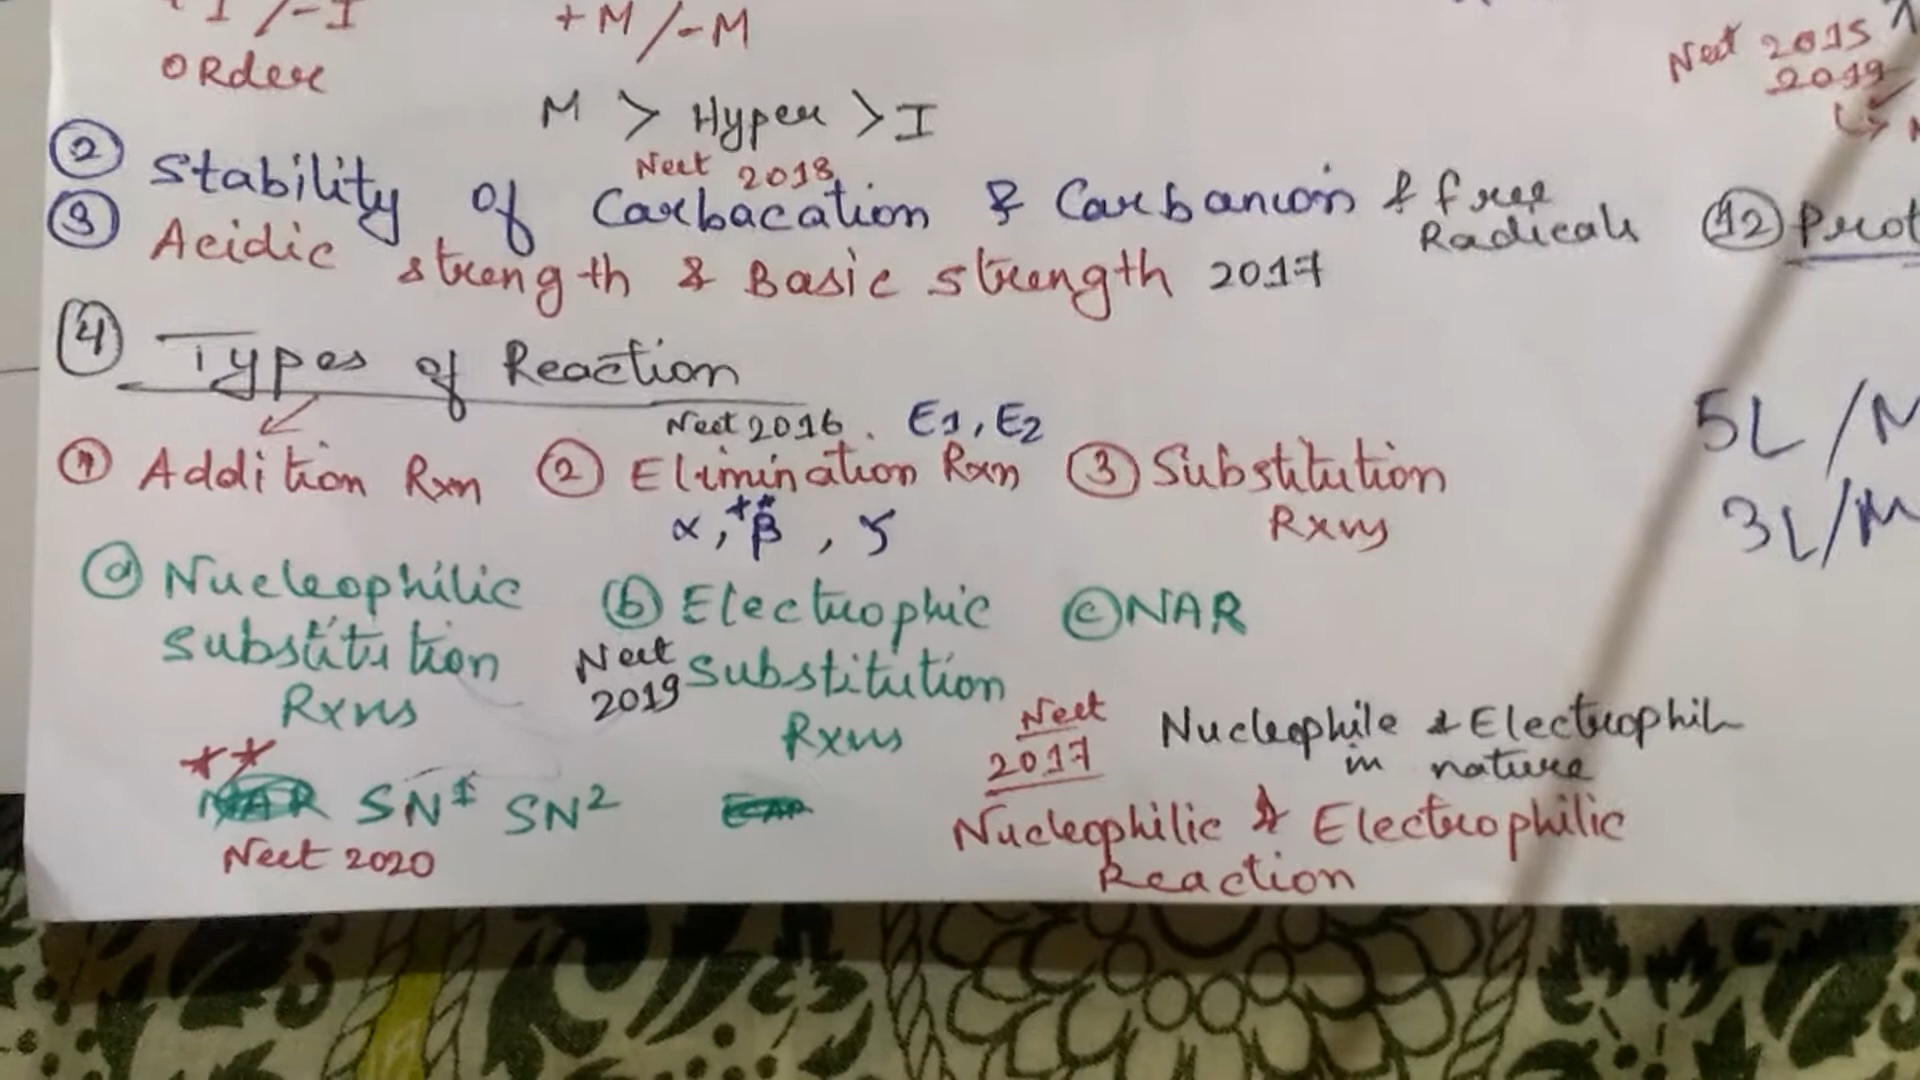 +I/-I
+M/-M
ORder
M > Hyper > I
Neet 2015
2019
Neet 2018
② Stability of Carbacation & Carbanion & free Radicals
③ Acidic strength & Basic strength 2017
⑫ Prot
④ Types of Reaction
Neet 2016. E1, E2
① Addition Rxn ② Elimination Rxn ③ Substitution Rxns
α, β, γ
5L/M
3L/M
ⓐ Nucleophilic Substitution Rxns
ⓑ Electrophic Substitution Rxns
Neet 2019
ⓒ NAR
SN1 SN2
Neet 2020
Neet 2017
Nucleophile & Electrophil in nature
Nucleophilic & Electrophilic Reaction